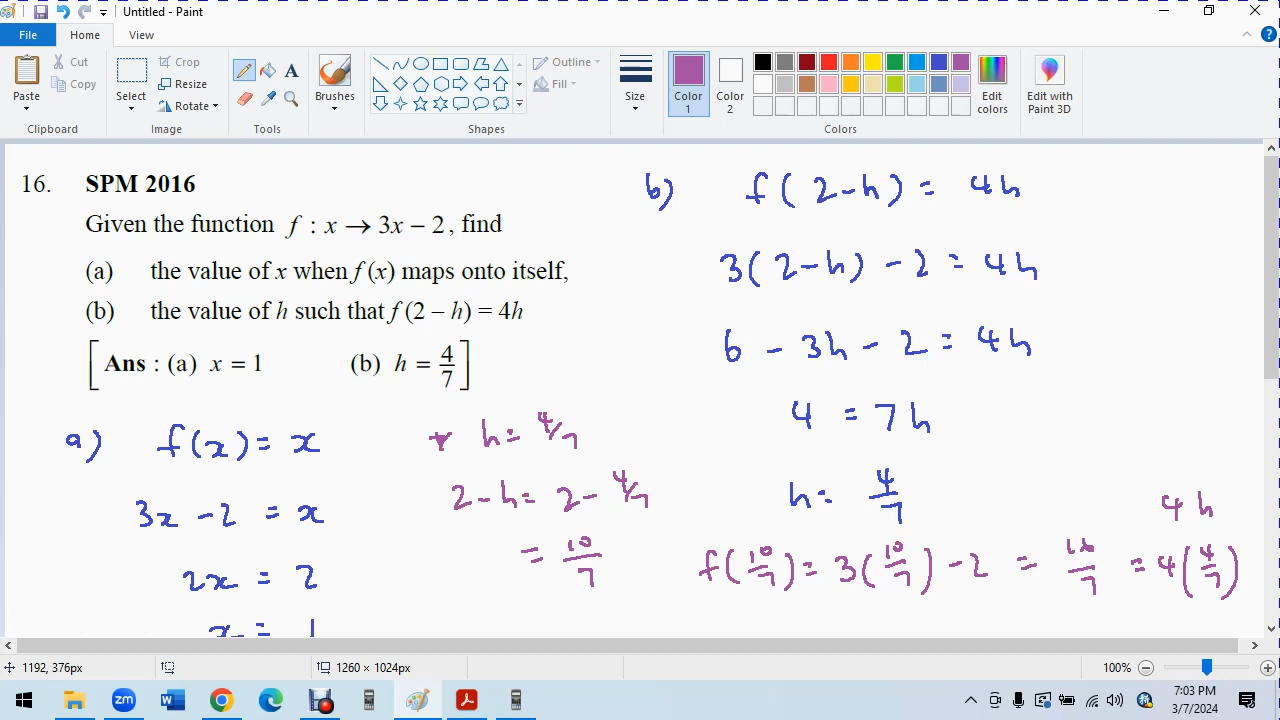 Untitled - Paint
File Home View
Paste Cut Copy Clipboard
Select Crop Resize Rotate Image
Tools
Brushes
Outline Fill Shapes
Size
Color 1 Color 2 Edit colors Colors
Edit with Paint 3D
16. SPM 2016
Given the function f : x → 3x − 2, find
(a) the value of x when f (x) maps onto itself,
(b) the value of h such that f (2 – h) = 4h
[Ans : (a) x = 1 (b) h = 4/7]
a) f(x) = x
3x - 2 = x
2x = 2
x = 1
h = 4/7
2 - h = 2 - 4/7
= 10/7
b) f(2-h) = 4h
3(2-h) - 2 = 4h
6 - 3h - 2 = 4h
4 = 7h
h = 4/7
4h
f(10/7) = 3(10/7) - 2 = 16/7 = 4(4/7)
1192, 376px 1260 × 1024px 100%
zm W
7:03 PM
3/7/2024